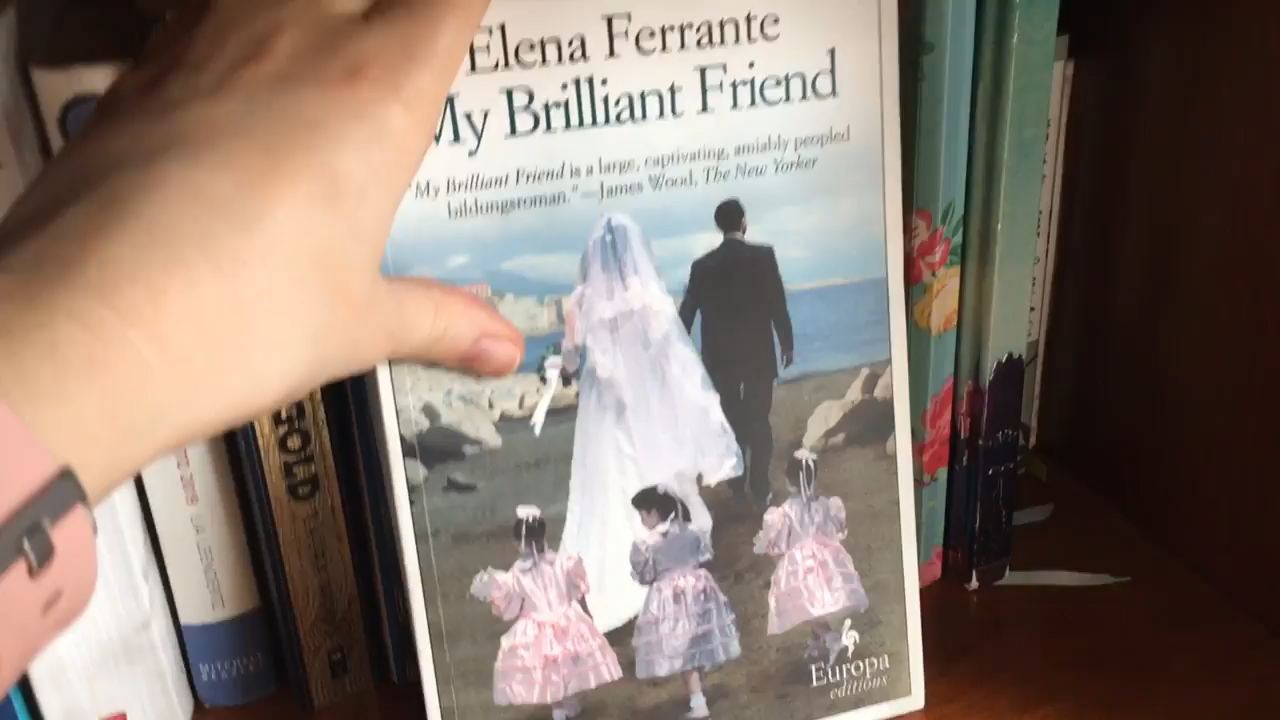 Elena Ferrante
My Brilliant Friend
"My Brilliant Friend is a large, captivating, amiably peopled
bildungsroman."—James Wood, The New Yorker
Europa
editions
GOLD